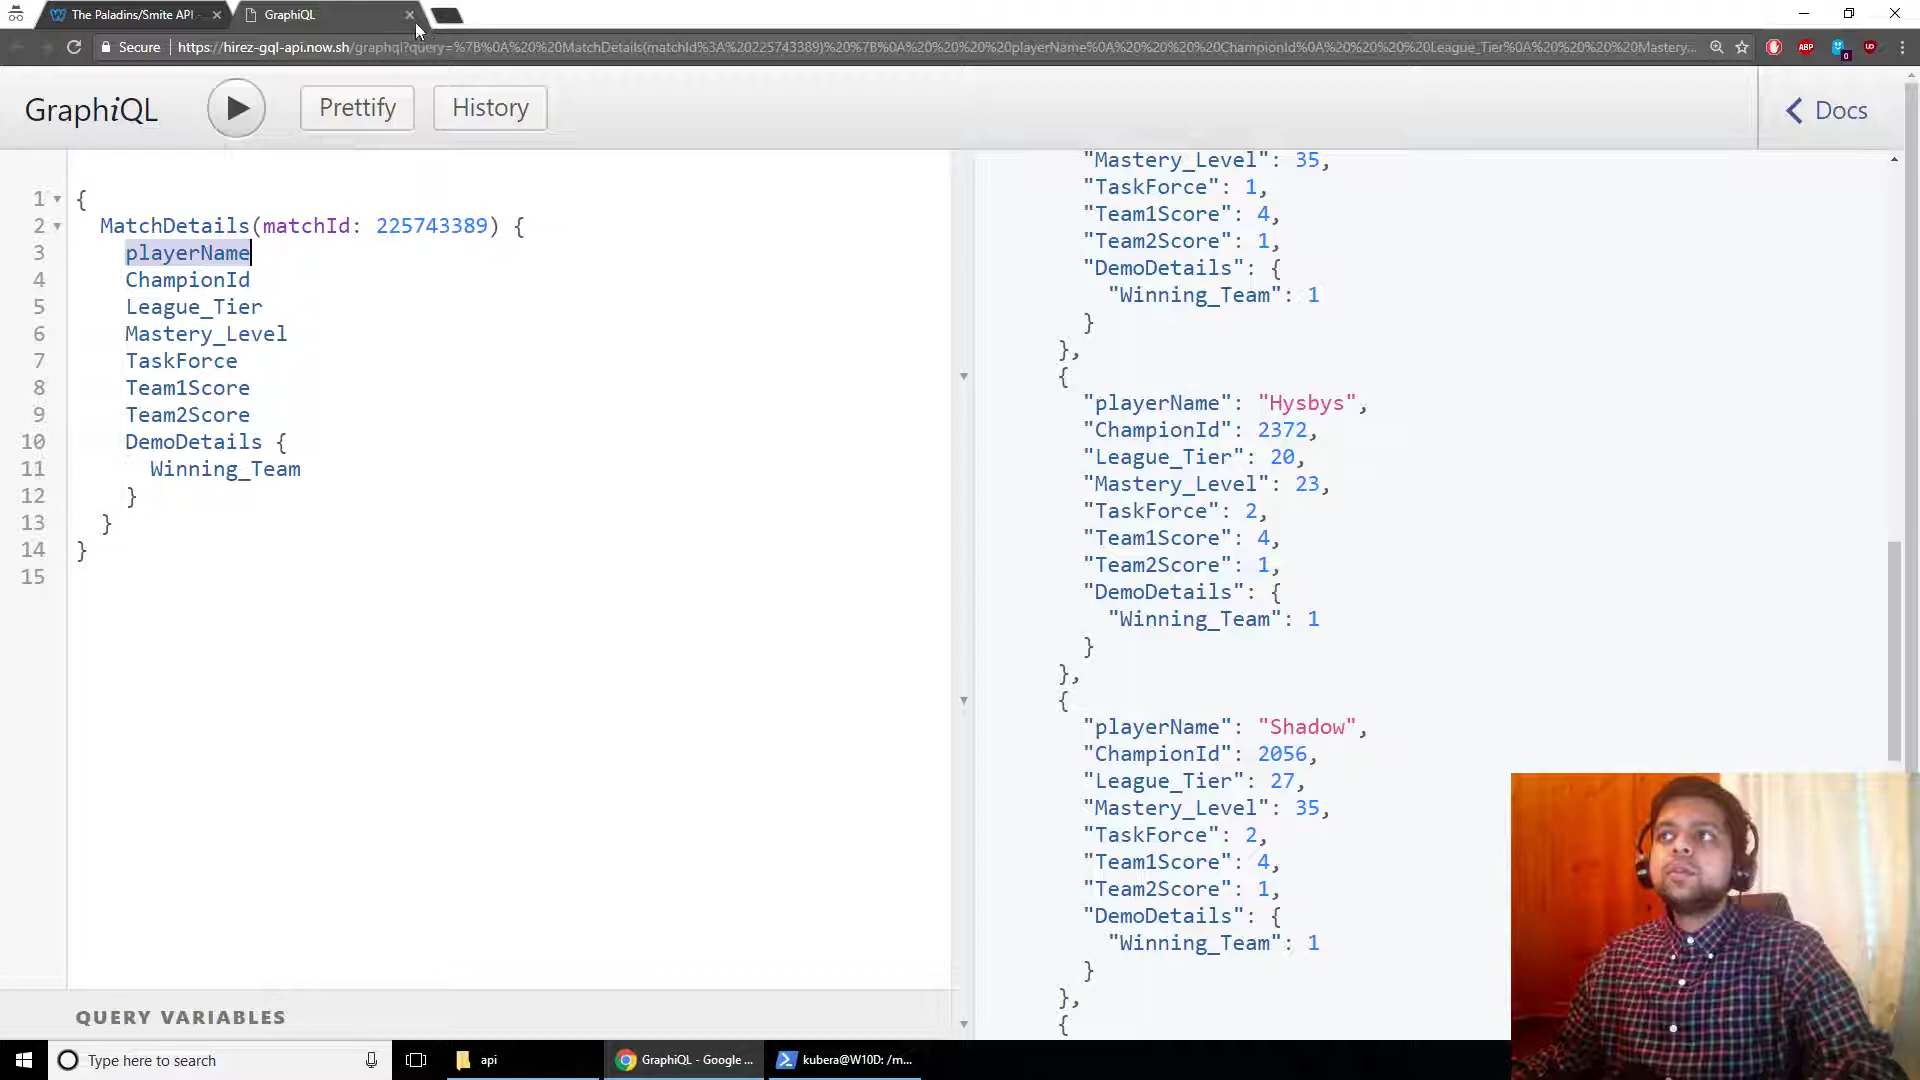 The Paladins/Smite API
GraphiQL
Secure
https://hirez-gql-api.now.sh/graphql?query=%7B%0A%20%20MatchDetails(matchId%3A%20225743389)%20%7B%0A%20%20%20%20playerName%0A%20%20%20%20ChampionId%0A%20%20%20%20League_Tier%0A%20%20%20%20Mastery...
ABP
0
GraphiQL
Prettify
History
Docs
1 {
2 MatchDetails(matchId: 225743389) {
3 playerName
4 ChampionId
5 League_Tier
6 Mastery_Level
7 TaskForce
8 Team1Score
9 Team2Score
10 DemoDetails {
11 Winning_Team
12 }
13 }
14 }
15
"Mastery_Level": 35,
"TaskForce": 1,
"Team1Score": 4,
"Team2Score": 1,
"DemoDetails": {
"Winning_Team": 1
}
},
{
"playerName": "Hysbys",
"ChampionId": 2372,
"League_Tier": 20,
"Mastery_Level": 23,
"TaskForce": 2,
"Team1Score": 4,
"Team2Score": 1,
"DemoDetails": {
"Winning_Team": 1
}
},
{
"playerName": "Shadow",
"ChampionId": 2056,
"League_Tier": 27,
"Mastery_Level": 35,
"TaskForce": 2,
"Team1Score": 4,
"Team2Score": 1,
"DemoDetails": {
"Winning_Team": 1
}
},
{
QUERY VARIABLES
Type here to search
api
GraphiQL - Google ...
kubera@W10D: /m...